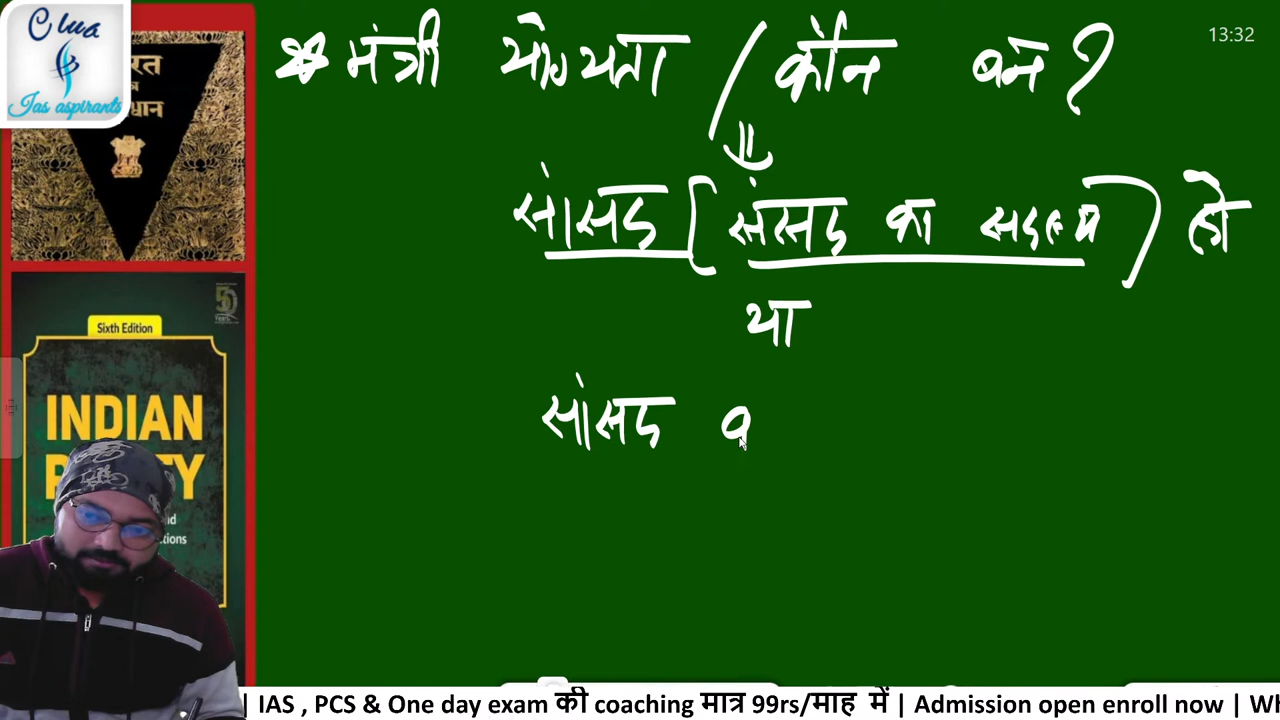 Clua
Ias aspirants
13:32
मंत्री योग्यता / कौन बने ?
सांसद ( संसद का सदस्य ) हो
या
सांसद
Sixth Edition
INDIAN
| IAS , PCS & One day exam की coaching मात्र 99rs/माह में | Admission open enroll now |